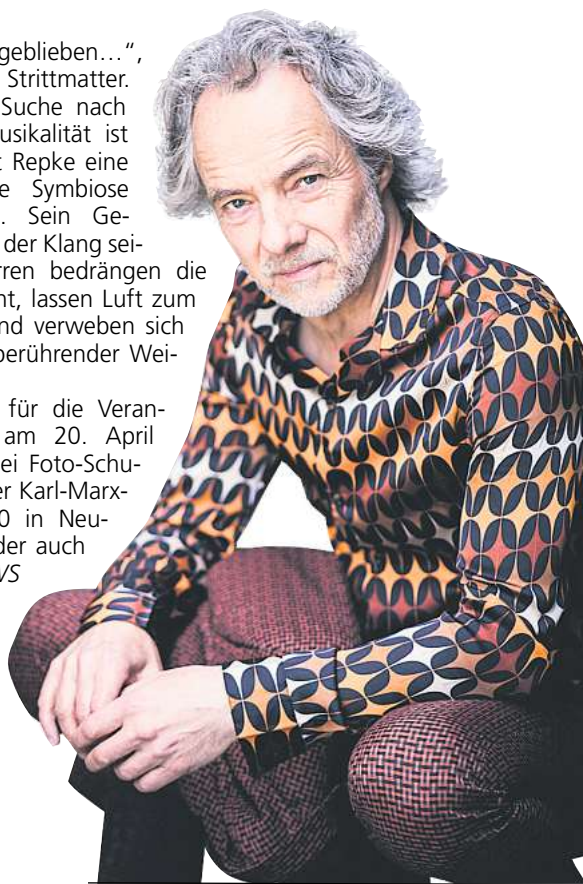 geblieben…“,
Strittmatter.
Suche nach
usikalität ist
Repke eine
e Symbiose
. Sein Ge-
der Klang sei-
rren bedrängen die
ht, lassen Luft zum
nd verweben sich
berührender Wei-
für die Veran-
am 20. April
ei Foto-Schu-
er Karl-Marx-
0 in Neu-
der auch
VS